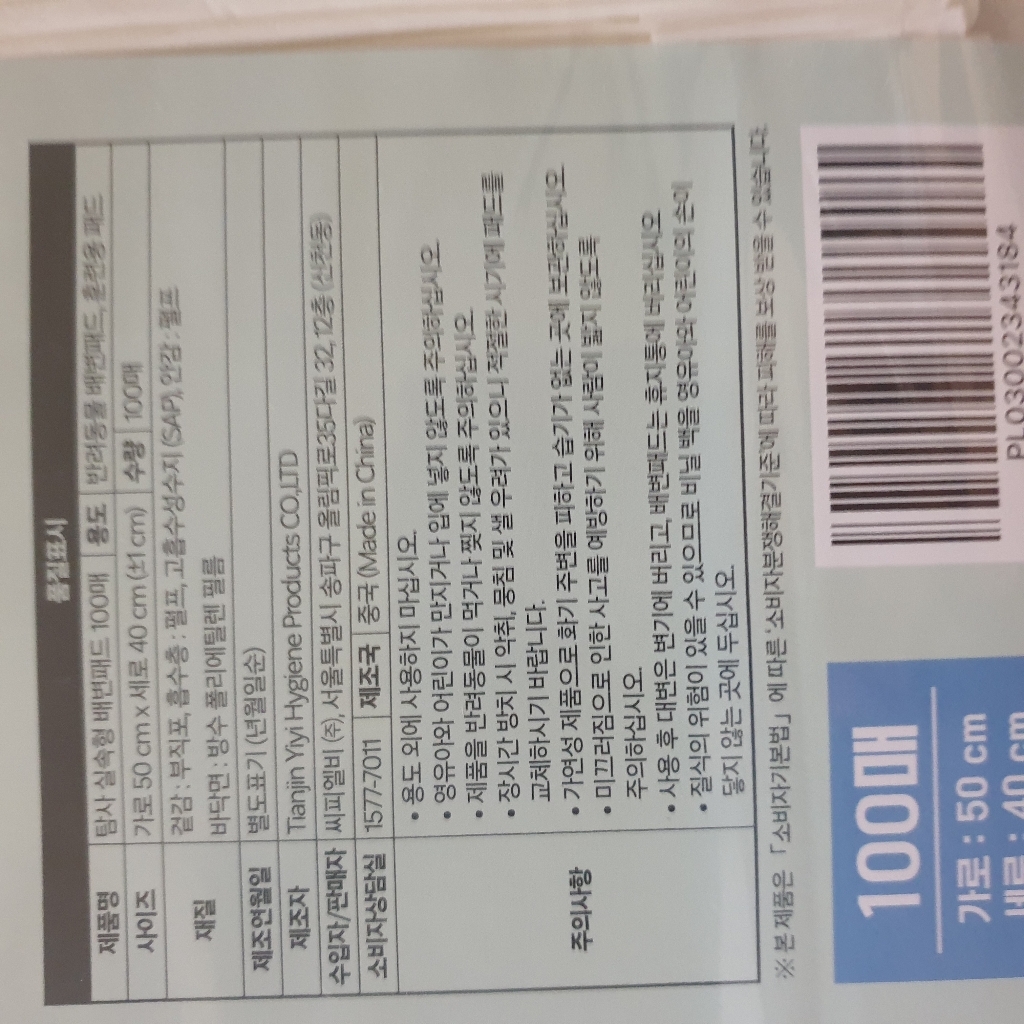 품질표시
제품명 탐사 실속형 배변패드 100매 용도 반려동물 배변패드, 훈련용 패드
사이즈 가로 50 cm x 세로 40 cm (±1 cm) 수량 100매
재질 겉감 : 부직포, 흡수층 : 펄프, 고흡수성수지 (SAP), 안감 : 펄프
바닥면 : 방수 폴리에틸렌 필름
제조연월일 별도표기 (년월일순)
제조자 Tianjin Yiyi Hygiene Products CO.,LTD
수입자/판매자 씨피엘비 (주), 서울특별시 송파구 올림픽로35다길 32, 12층 (신천동)
소비자상담실 1577-7011 제조국 중국 (Made in China)
주의사항
• 용도 외에 사용하지 마십시오.
• 영유아와 어린이가 만지거나 입에 넣지 않도록 주의하십시오.
• 제품을 반려동물이 먹거나 찢지 않도록 주의하십시오.
• 장시간 방치 시 악취, 뭉침 및 샐 우려가 있으니 적절한 시기에 패드를
교체하시기 바랍니다.
• 가연성 제품으로 화기 주변을 피하고 습기가 없는 곳에 보관하십시오.
• 미끄러짐으로 인한 사고를 예방하기 위해 사람이 밟지 않도록
주의하십시오.
• 사용 후 대변은 변기에 버리고, 배변패드는 휴지통에 버리십시오.
• 질식의 위험이 있을 수 있으므로 비닐 백을 영유아와 어린이의 손이
닿지 않는 곳에 두십시오.
※ 본 제품은 「소비자기본법」에 따른 '소비자분쟁해결기준'에 따라 피해를 보상 받을 수 있습니다.
PL03002343184
100매
가로 : 50 cm
세로 : 40 cm